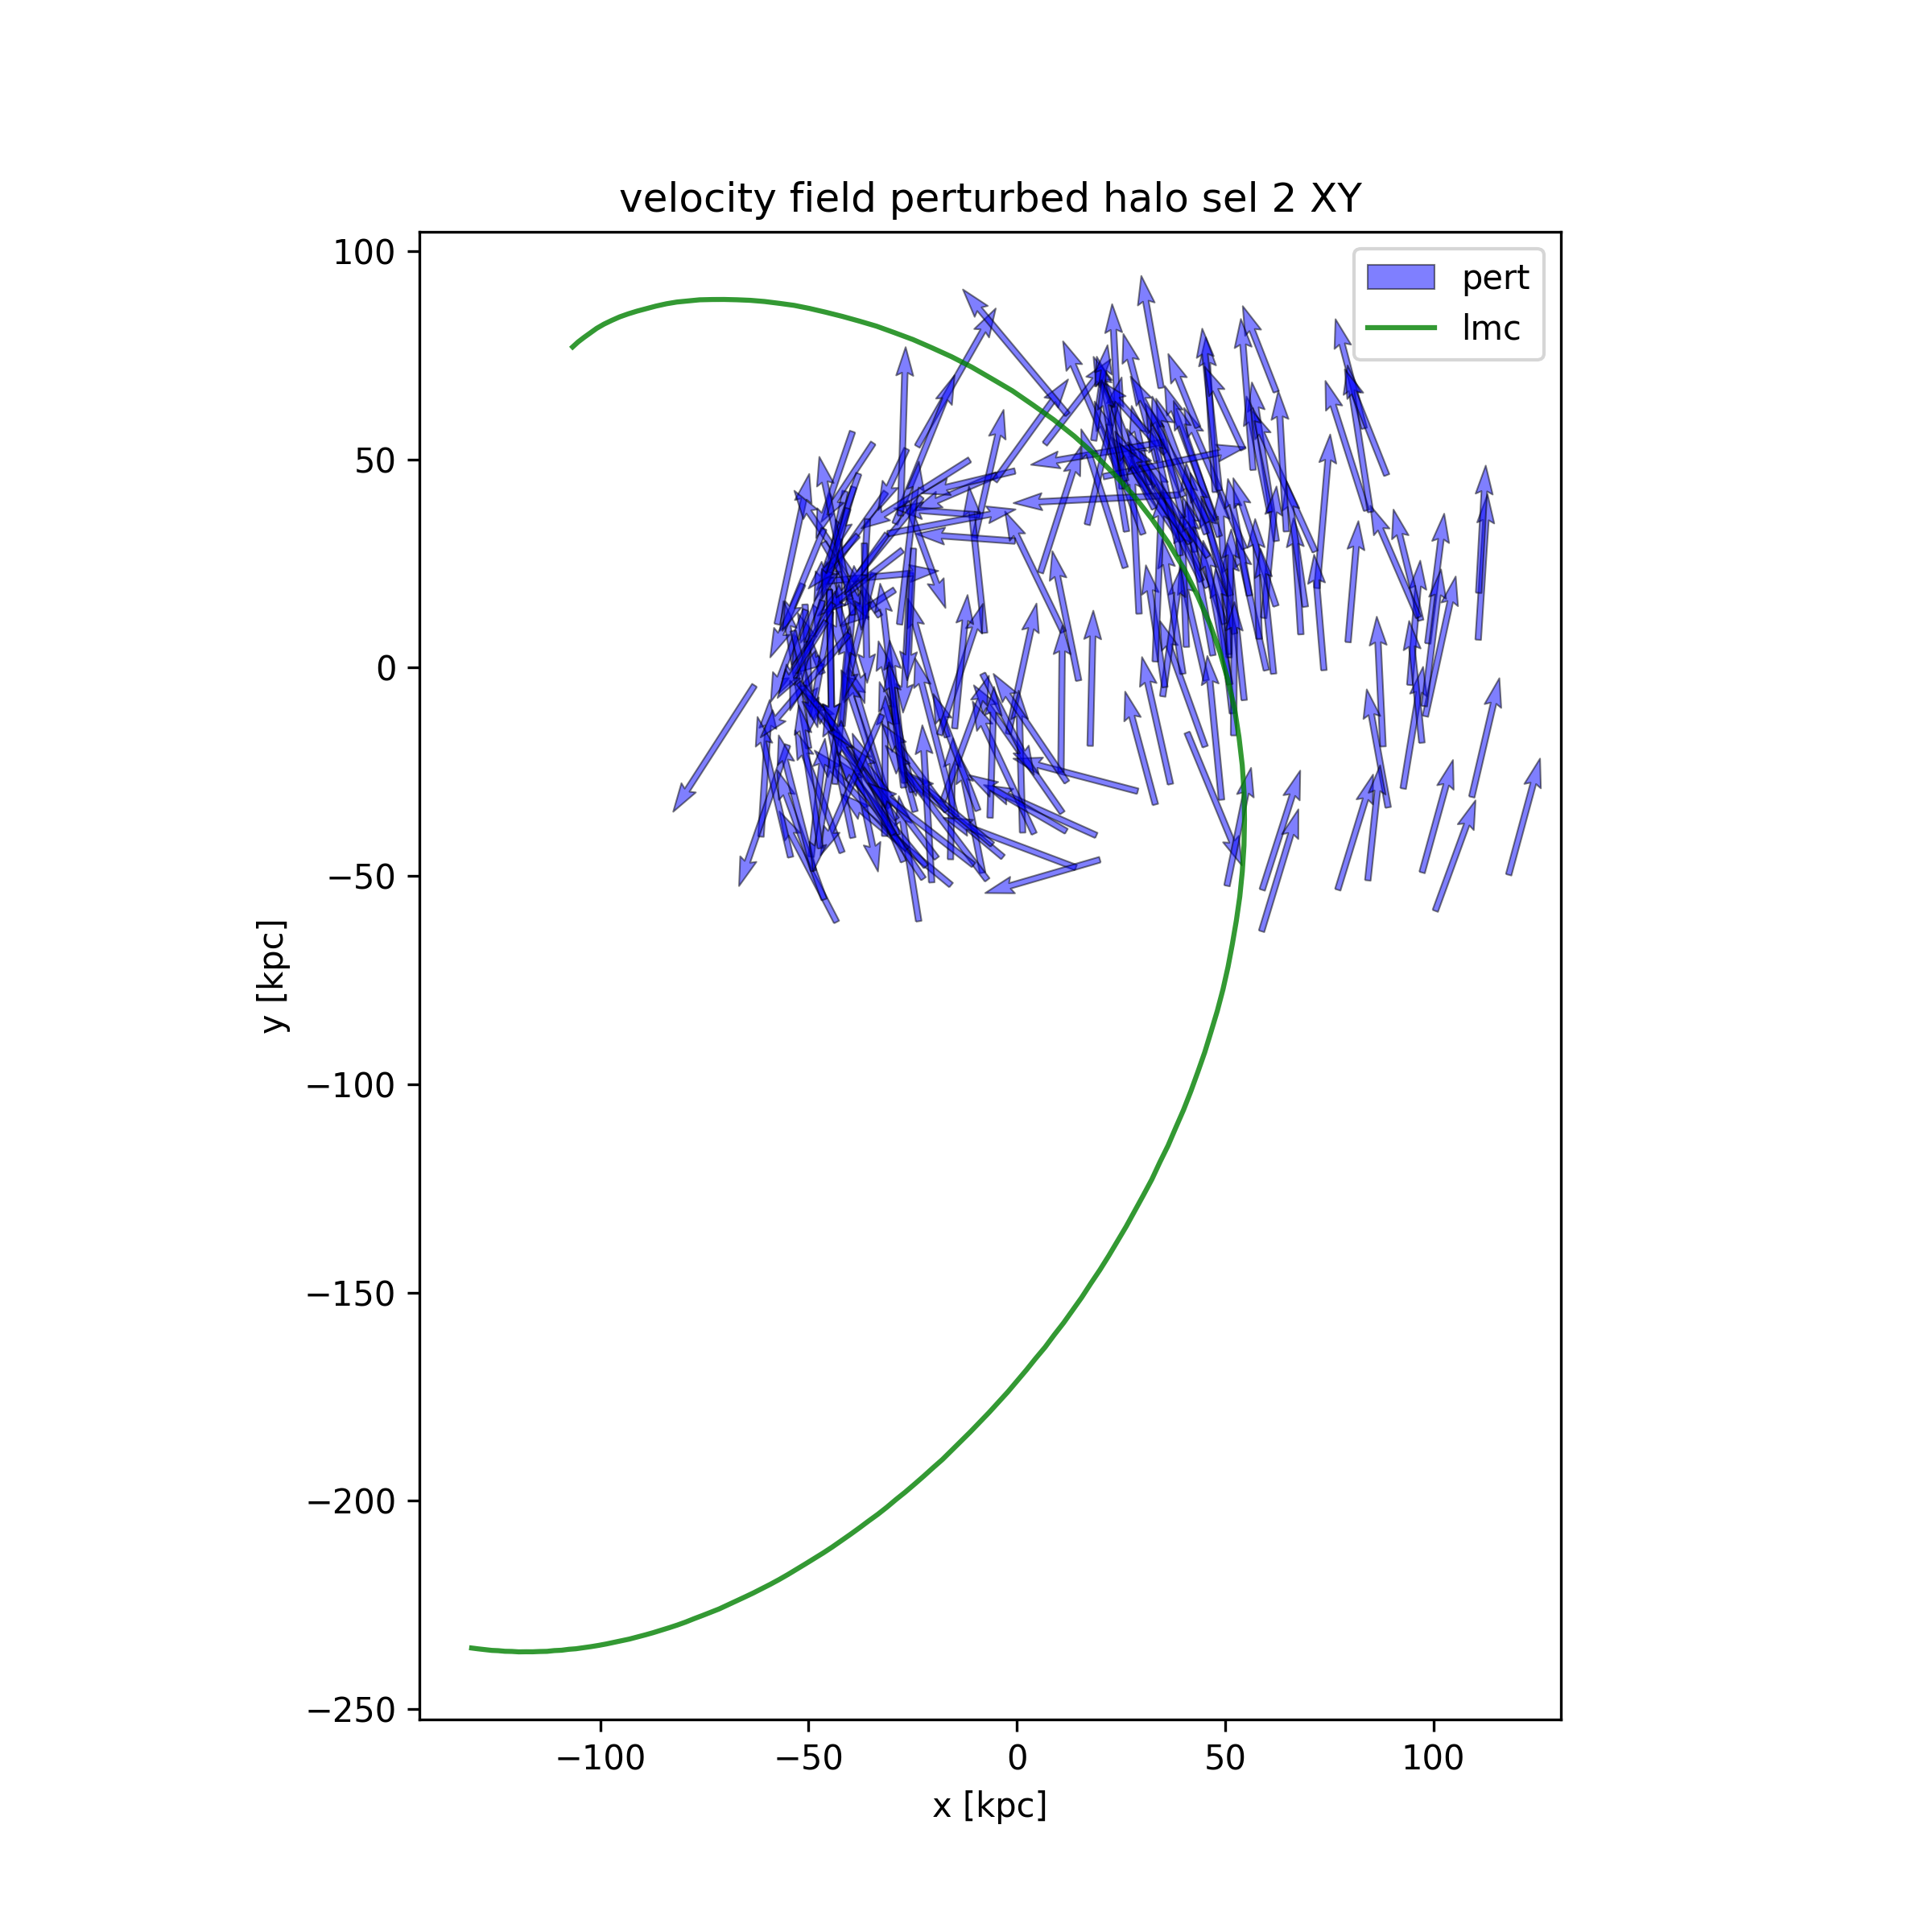 velocity field perturbed halo sel 2 XY
pert
lmc
100
50
0
−50
−100
−150
−200
−250
y [kpc]
−100 −50 0 50 100
x [kpc]